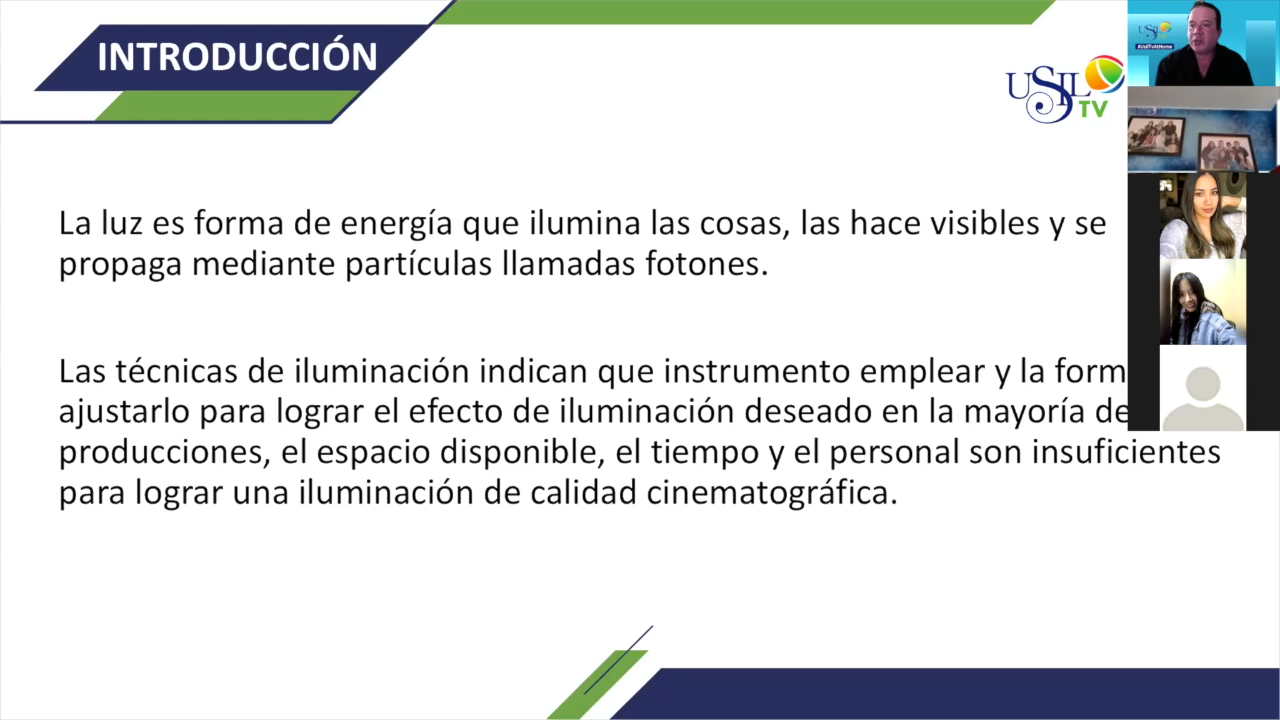 INTRODUCCIÓN
USIL
TV
USIL
#UsilTvAtHome
La luz es forma de energía que ilumina las cosas, las hace visibles y se
propaga mediante partículas llamadas fotones.
Las técnicas de iluminación indican que instrumento emplear y la form
ajustarlo para lograr el efecto de iluminación deseado en la mayoría de
producciones, el espacio disponible, el tiempo y el personal son insuficientes
para lograr una iluminación de calidad cinematográfica.